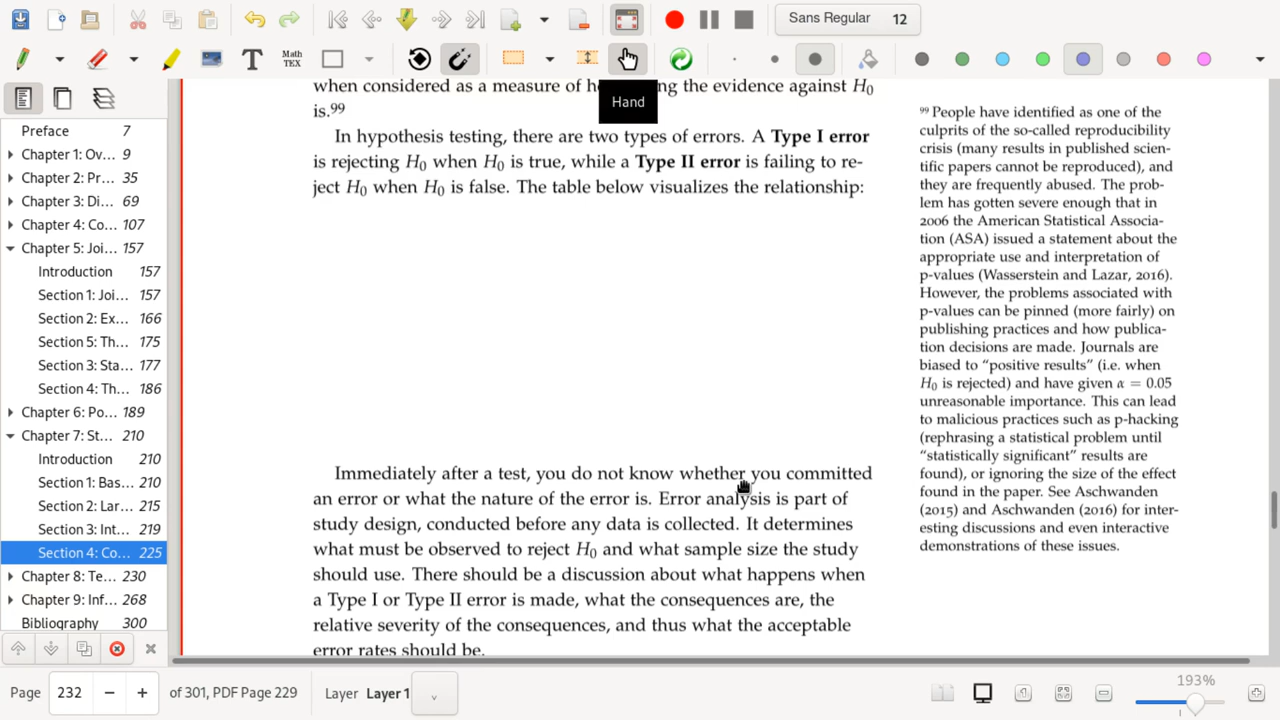 Sans Regular 12
T
Math
TEX
Hand
Preface 7
Chapter 1: Ov... 9
Chapter 2: Pr... 35
Chapter 3: Di... 69
Chapter 4: Co... 107
Chapter 5: Joi... 157
Introduction 157
Section 1: Joi... 157
Section 2: Ex... 166
Section 5: Th... 175
Section 3: Sta... 177
Section 4: Th... 186
Chapter 6: Po... 189
Chapter 7: St... 210
Introduction 210
Section 1: Bas... 210
Section 2: Lar... 215
Section 3: Int... 219
Section 4: Co... 225
Chapter 8: Te... 230
Chapter 9: Inf... 268
Bibliography 300
when considered as a measure of ho ng the evidence against H₀
is.⁹⁹
In hypothesis testing, there are two types of errors. A Type I error
is rejecting H₀ when H₀ is true, while a Type II error is failing to re-
ject H₀ when H₀ is false. The table below visualizes the relationship:
Immediately after a test, you do not know whether you committed
an error or what the nature of the error is. Error analysis is part of
study design, conducted before any data is collected. It determines
what must be observed to reject H₀ and what sample size the study
should use. There should be a discussion about what happens when
a Type I or Type II error is made, what the consequences are, the
relative severity of the consequences, and thus what the acceptable
error rates should be.
⁹⁹ People have identified as one of the
culprits of the so-called reproducibility
crisis (many results in published scien-
tific papers cannot be reproduced), and
they are frequently abused. The prob-
lem has gotten severe enough that in
2006 the American Statistical Associa-
tion (ASA) issued a statement about the
appropriate use and interpretation of
p-values (Wasserstein and Lazar, 2016).
However, the problems associated with
p-values can be pinned (more fairly) on
publishing practices and how publica-
tion decisions are made. Journals are
biased to “positive results” (i.e. when
H₀ is rejected) and have given α = 0.05
unreasonable importance. This can lead
to malicious practices such as p-hacking
(rephrasing a statistical problem until
“statistically significant” results are
found), or ignoring the size of the effect
found in the paper. See Aschwanden
(2015) and Aschwanden (2016) for inter-
esting discussions and even interactive
demonstrations of these issues.
Page 232 − + of 301, PDF Page 229 Layer Layer 1 193%